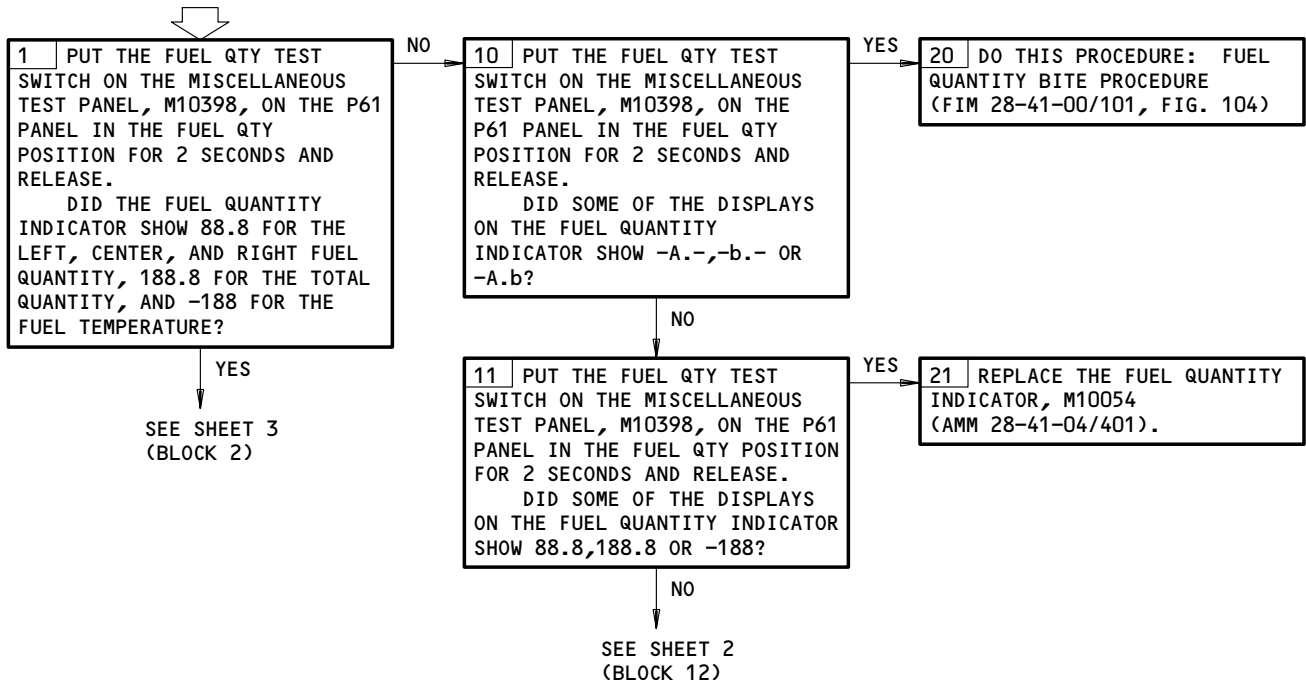 1 PUT THE FUEL QTY TEST
SWITCH ON THE MISCELLANEOUS
TEST PANEL, M10398, ON THE P61
PANEL IN THE FUEL QTY
POSITION FOR 2 SECONDS AND
RELEASE.
DID THE FUEL QUANTITY
INDICATOR SHOW 88.8 FOR THE
LEFT, CENTER, AND RIGHT FUEL
QUANTITY, 188.8 FOR THE TOTAL
QUANTITY, AND -188 FOR THE
FUEL TEMPERATURE?
NO
YES
SEE SHEET 3
(BLOCK 2)
10 PUT THE FUEL QTY TEST
SWITCH ON THE MISCELLANEOUS
TEST PANEL, M10398, ON THE
P61 PANEL IN THE FUEL QTY
POSITION FOR 2 SECONDS AND
RELEASE.
DID SOME OF THE DISPLAYS
ON THE FUEL QUANTITY
INDICATOR SHOW -A.-,-b.- OR
-A.b?
YES
20 DO THIS PROCEDURE: FUEL
QUANTITY BITE PROCEDURE
(FIM 28-41-00/101, FIG. 104)
NO
11 PUT THE FUEL QTY TEST
SWITCH ON THE MISCELLANEOUS
TEST PANEL, M10398, ON THE P61
PANEL IN THE FUEL QTY POSITION
FOR 2 SECONDS AND RELEASE.
DID SOME OF THE DISPLAYS
ON THE FUEL QUANTITY INDICATOR
SHOW 88.8,188.8 OR -188?
YES
21 REPLACE THE FUEL QUANTITY
INDICATOR, M10054
(AMM 28-41-04/401).
NO
SEE SHEET 2
(BLOCK 12)